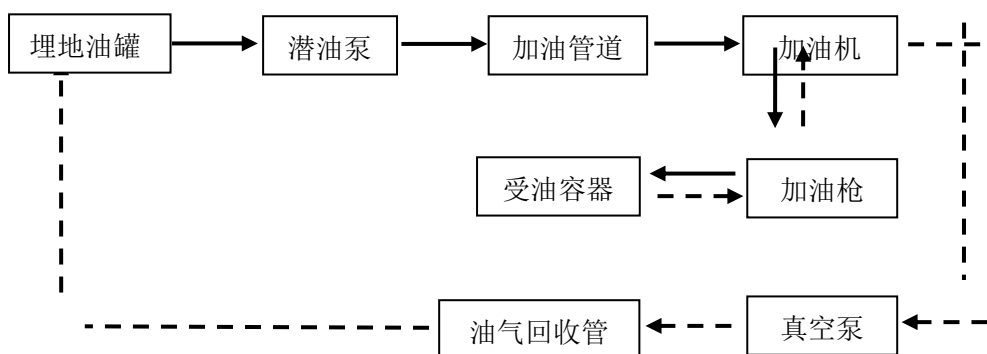 埋地油罐
潜油泵
加油管道
加油机
受油容器
加油枪
油气回收管
真空泵